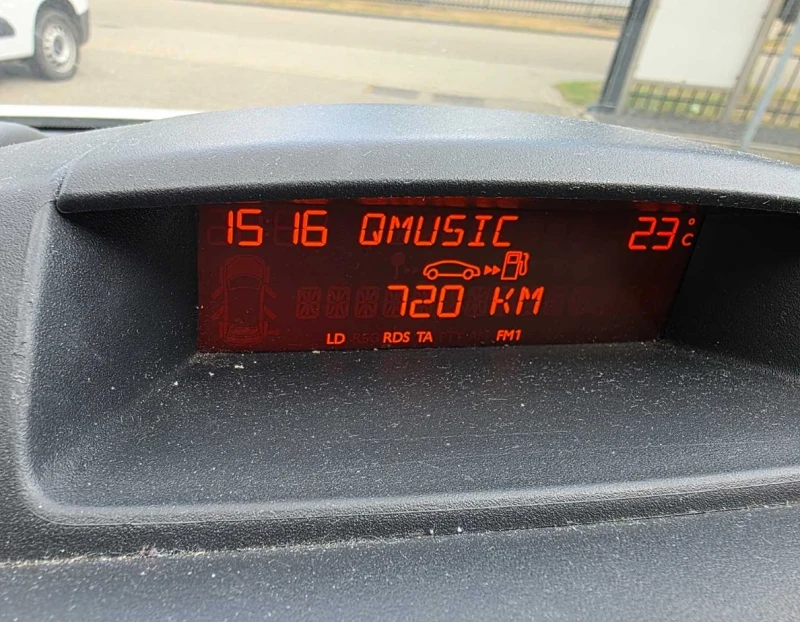 15 16 QMUSIC 23°C
720 KM
LD RDS TA FM1